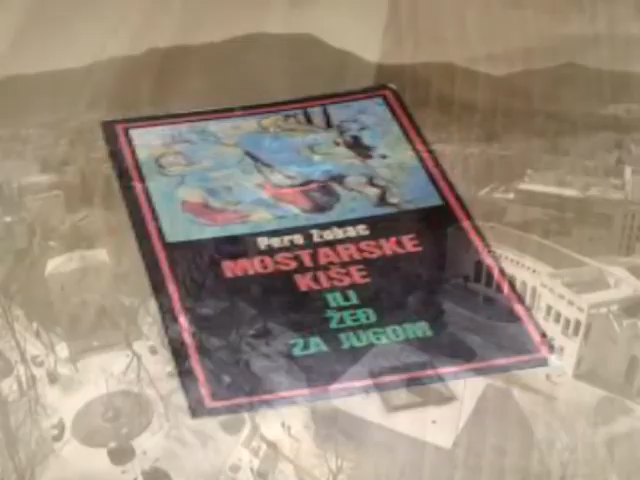 Pero Zubac
MOSTARSKE
KIŠE
ILI
ŽEĐ
ZA JUGOM